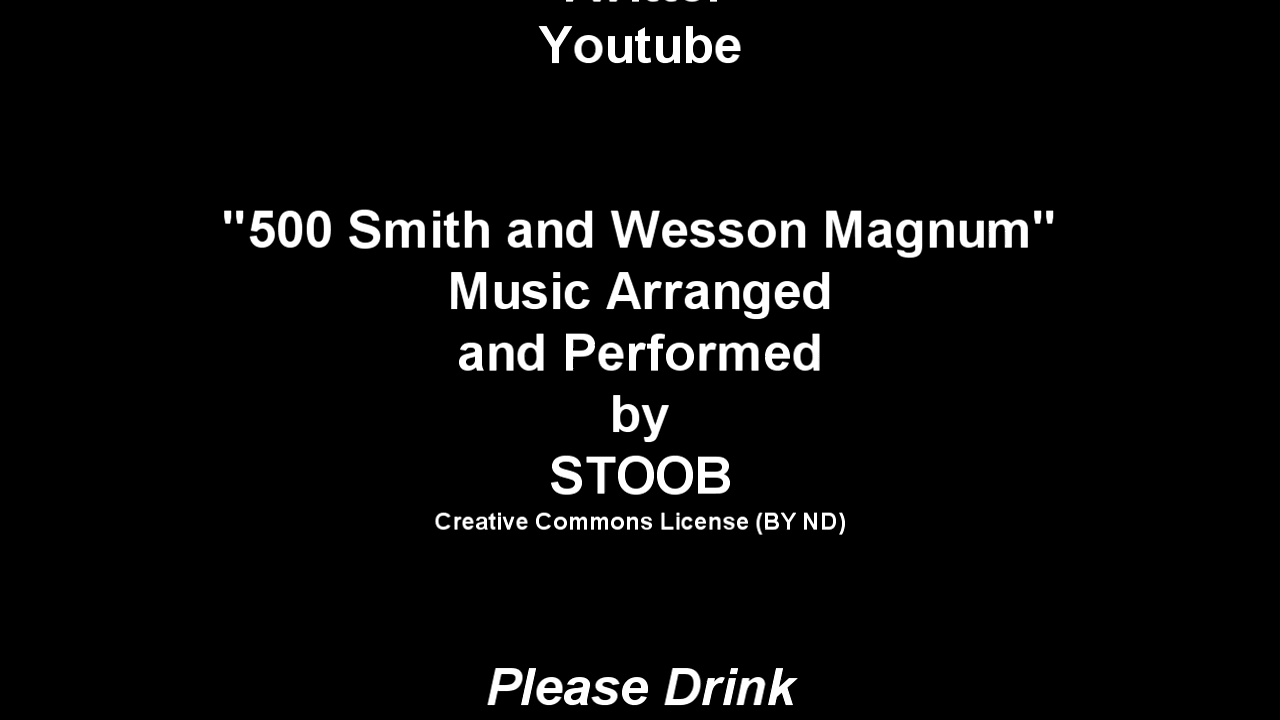 Twitter
Youtube
"500 Smith and Wesson Magnum"
Music Arranged
and Performed
by
STOOB
Creative Commons License (BY ND)
Please Drink